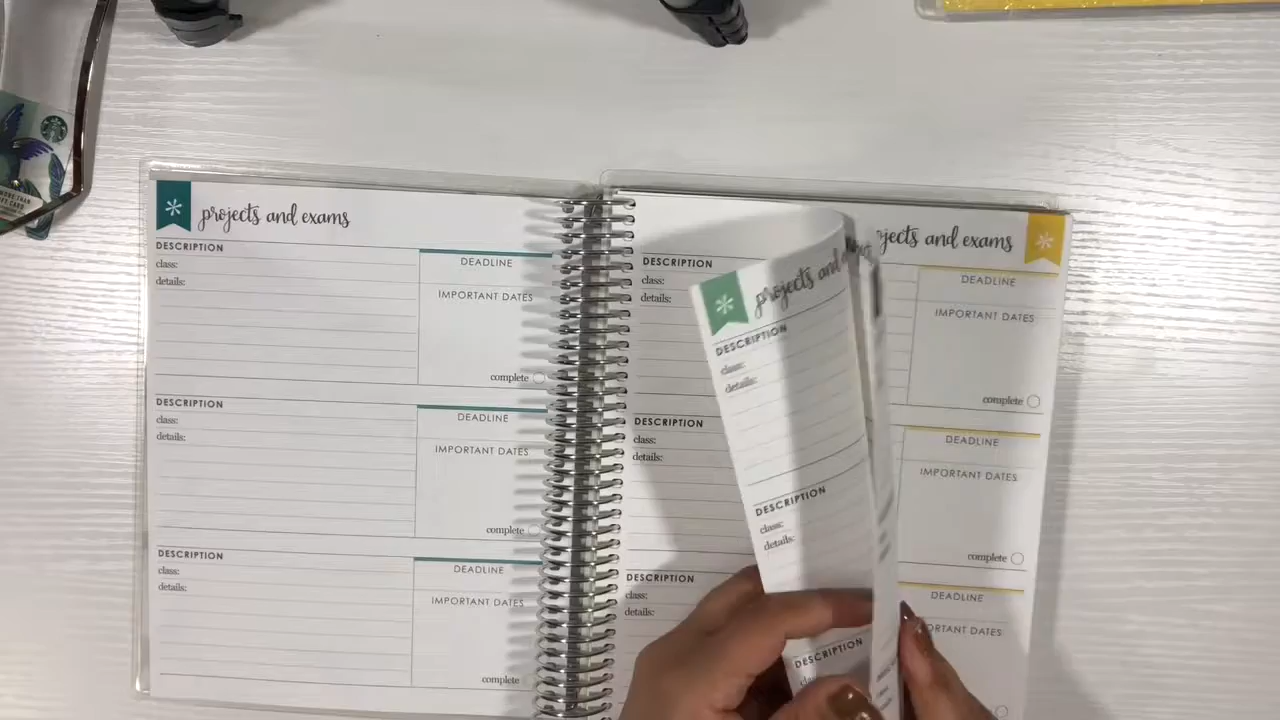 projects and exams
DESCRIPTION
class:
details:
DEADLINE
IMPORTANT DATES
complete
DESCRIPTION
class:
details:
DEADLINE
IMPORTANT DATES
complete
DESCRIPTION
class:
details:
DEADLINE
IMPORTANT DATES
complete
DESCRIPTION
class:
details:
DESCRIPTION
class:
details:
DESCRIPTION
class:
details:
projects and
DESCRIPTION
class:
details:
DESCRIPTION
class:
details:
DESCRIPTION
and exams
DEADLINE
IMPORTANT DATES
complete
DEADLINE
IMPORTANT DATES
complete
DEADLINE
DATES